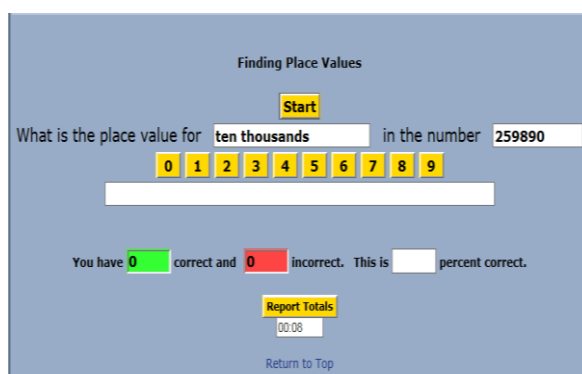 Finding Place Values
Start
What is the place value for ten thousands in the number 259890
0 1 2 3 4 5 6 7 8 9
You have 0 correct and 0 incorrect. This is percent correct.
Report Totals
00:08
Return to Top